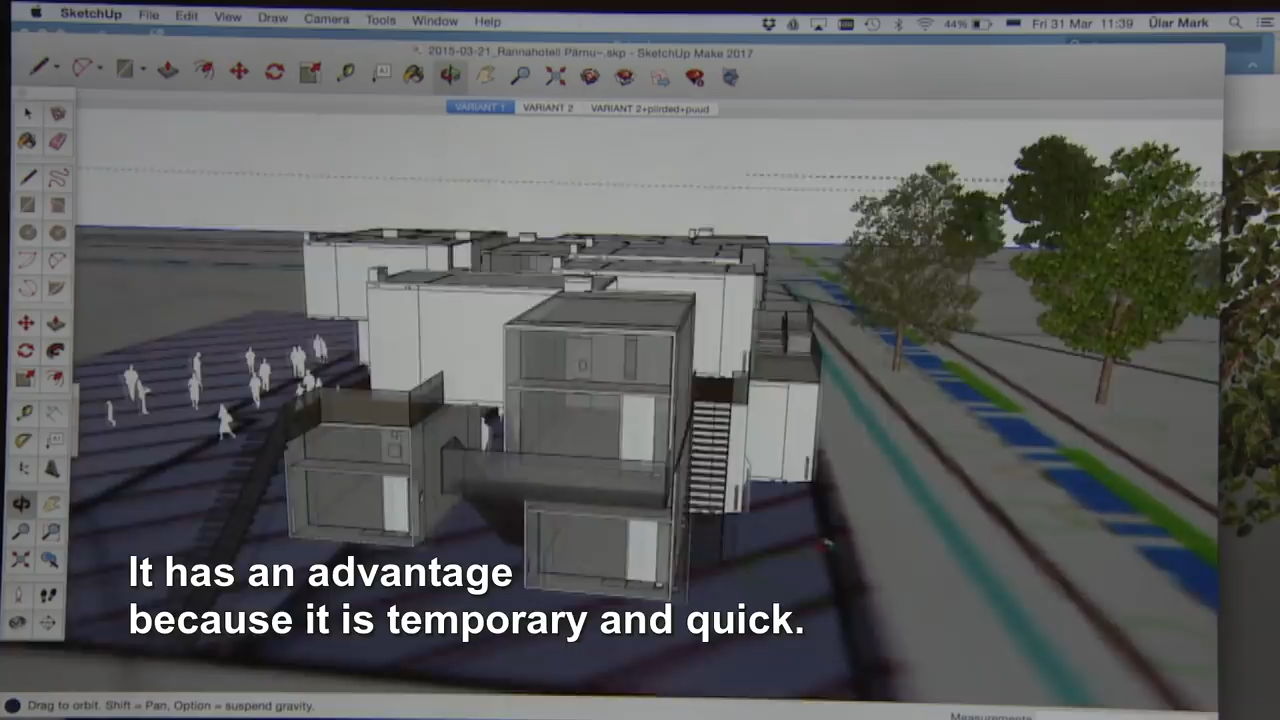 SketchUp File Edit View Draw Camera Tools Window Help 44% Fri 31 Mar 11:39 Ülar Mark
2015-03-21_Rannahotell Pärnu~.skp - SketchUp Make 2017
VARIANT 1 VARIANT 2 VARIANT 2+piirded+puud
It has an advantage
because it is temporary and quick.
Drag to orbit. Shift = Pan, Option = suspend gravity.
Measurements